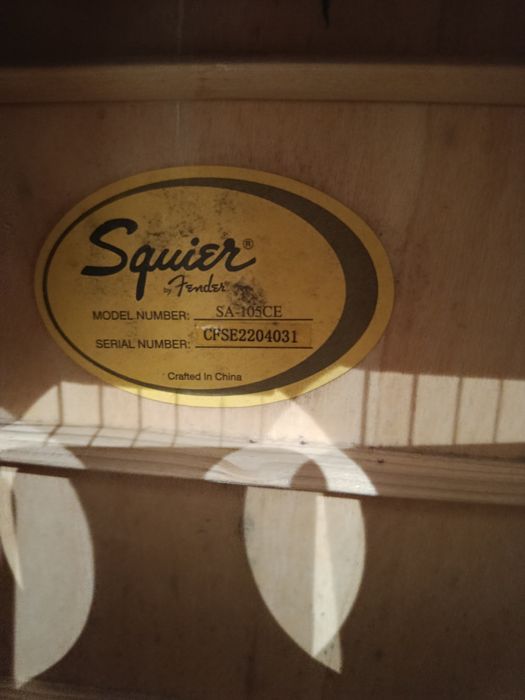 Squier®
by Fender®
MODEL NUMBER: SA-105CE
SERIAL NUMBER: CFSE2204031
Crafted In China